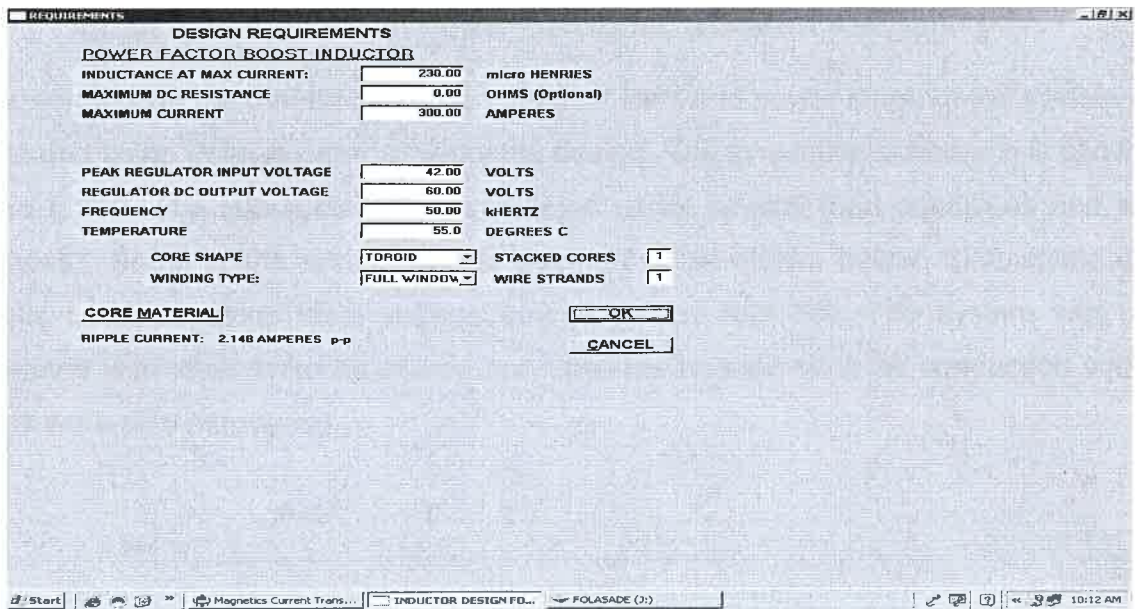 REQUIREMENTS
DESIGN REQUIREMENTS
POWER FACTOR BOOST INDUCTOR
INDUCTANCE AT MAX CURRENT: 230.00 micro HENRIES
MAXIMUM DC RESISTANCE 0.00 OHMS (Optional)
MAXIMUM CURRENT 300.00 AMPERES
PEAK REGULATOR INPUT VOLTAGE 42.00 VOLTS
REGULATOR DC OUTPUT VOLTAGE 60.00 VOLTS
FREQUENCY 50.00 kHERTZ
TEMPERATURE 55.0 DEGREES C
CORE SHAPE TOROID STACKED CORES 1
WINDING TYPE: FULL WINDOW WIRE STRANDS 1
CORE MATERIAL OK
RIPPLE CURRENT: 2.148 AMPERES p-p
CANCEL
Start Magnetics Current Trans... INDUCTOR DESIGN FO... FOLASADE (J:) 10:12 AM